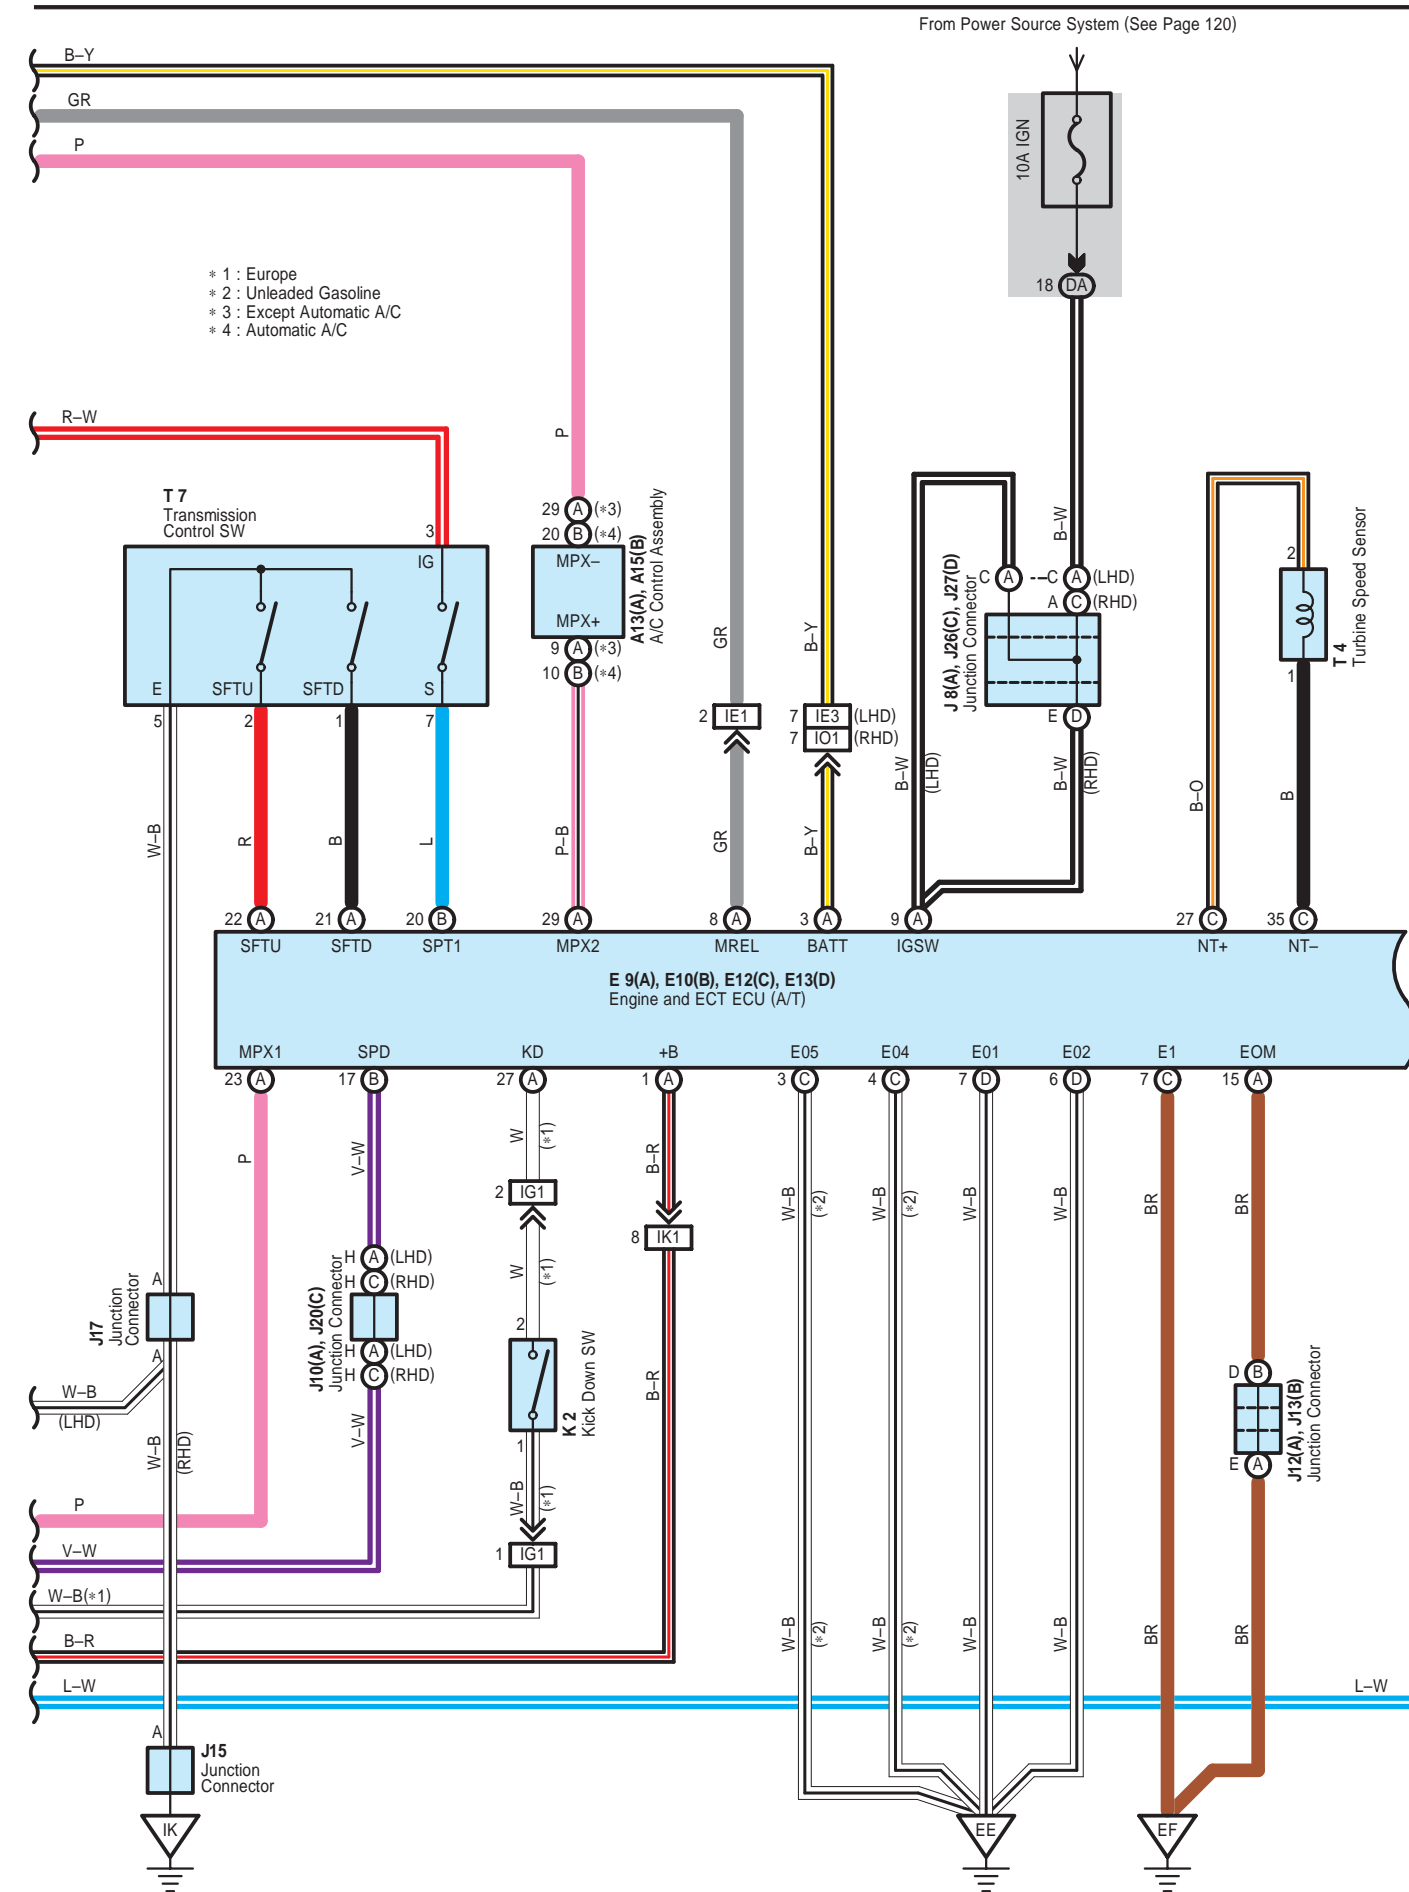 From Power Source System (See Page 120)
B–Y
GR
P
10A IGN
18 DA
∗ 1 : Europe
∗ 2 : Unleaded Gasoline
∗ 3 : Except Automatic A/C
∗ 4 : Automatic A/C
R–W
P
B–W
T 7
Transmission
Control SW
3
IG
E
SFTU
SFTD
S
5
2
1
7
29 A (∗3)
20 B (∗4)
MPX–
MPX+
9 A (∗3)
10 B (∗4)
A13(A), A15(B)
A/C Control Assembly
GR
B–Y
2 IE1
7 IE3 (LHD)
7 IO1 (RHD)
C A
C A (LHD)
A C (RHD)
J 8(A), J26(C), J27(D)
Junction Connector
E D
2
1
T 4
Turbine Speed Sensor
W–B
R
B
L
P–B
GR
B–Y
B–W
(LHD)
B–W
(RHD)
B–O
B
22 A
21 A
20 B
29 A
8 A
3 A
9 A
27 C
35 C
SFTU
SFTD
SPT1
MPX2
MREL
BATT
IGSW
NT+
NT–
E 9(A), E10(B), E12(C), E13(D)
Engine and ECT ECU (A/T)
MPX1
SPD
KD
+B
E05
E04
E01
E02
E1
EOM
23 A
17 B
27 A
1 A
3 C
4 C
7 D
6 D
7 C
15 A
P
V–W
W
(∗1)
B–R
W–B
(∗2)
W–B
(∗2)
W–B
W–B
BR
BR
2 IG1
8 IK1
W
(∗1)
H A (LHD)
H C (RHD)
J10(A), J20(C)
Junction Connector
H A (LHD)
H C (RHD)
A
J17
Junction
Connector
A
2
1
K 2
Kick Down SW
B–R
D B
E A
J12(A), J13(B)
Junction Connector
W–B
(LHD)
W–B
(RHD)
V–W
W–B
(∗1)
1 IG1
P
V–W
W–B(∗1)
B–R
L–W
W–B
(∗2)
W–B
(∗2)
W–B
W–B
BR
BR
L–W
A
J15
Junction
Connector
IK
EE
EF